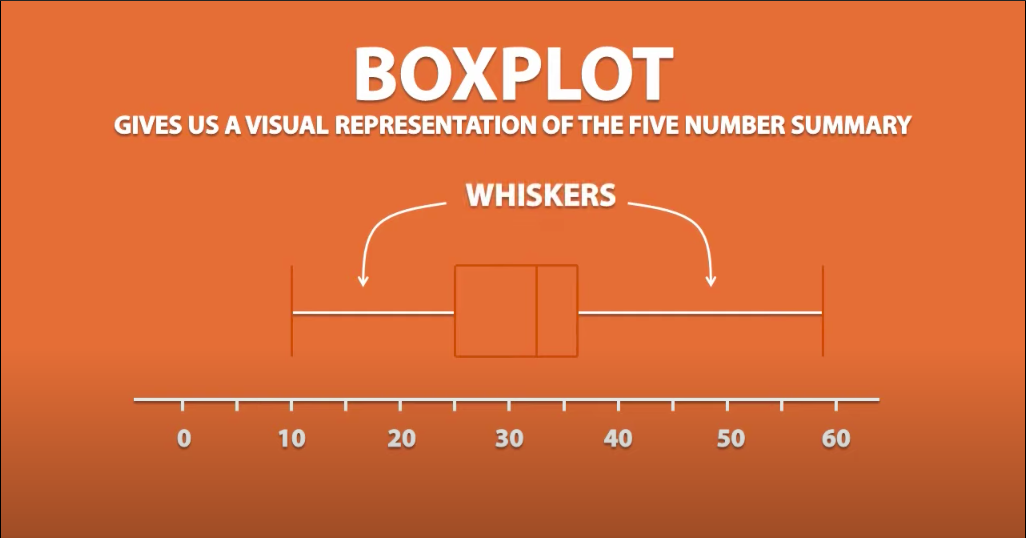 BOXPLOT
GIVES US A VISUAL REPRESENTATION OF THE FIVE NUMBER SUMMARY
WHISKERS
0 10 20 30 40 50 60